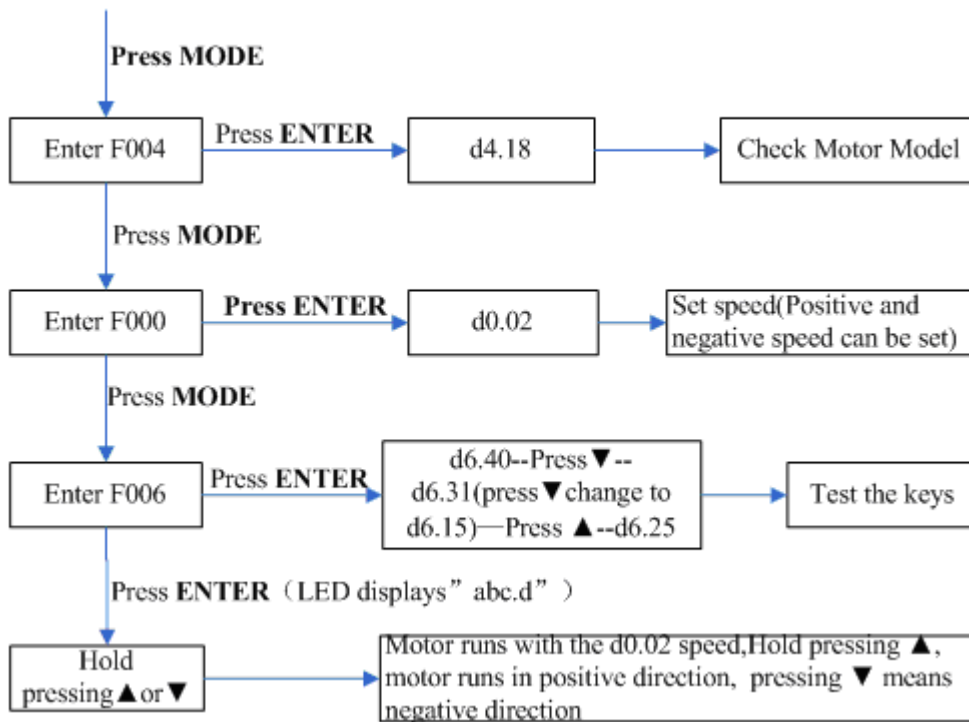 Press MODE
Enter F004
Press ENTER
d4.18
Check Motor Model
Press MODE
Enter F000
Press ENTER
d0.02
Set speed(Positive and
negative speed can be set)
Press MODE
Enter F006
Press ENTER
d6.40--Press▼--
d6.31(press▼change to
d6.15)—Press ▲--d6.25
Test the keys
Press ENTER（LED displays” abc.d” ）
Hold
pressing▲or▼
Motor runs with the d0.02 speed,Hold pressing ▲,
motor runs in positive direction, pressing ▼ means
negative direction